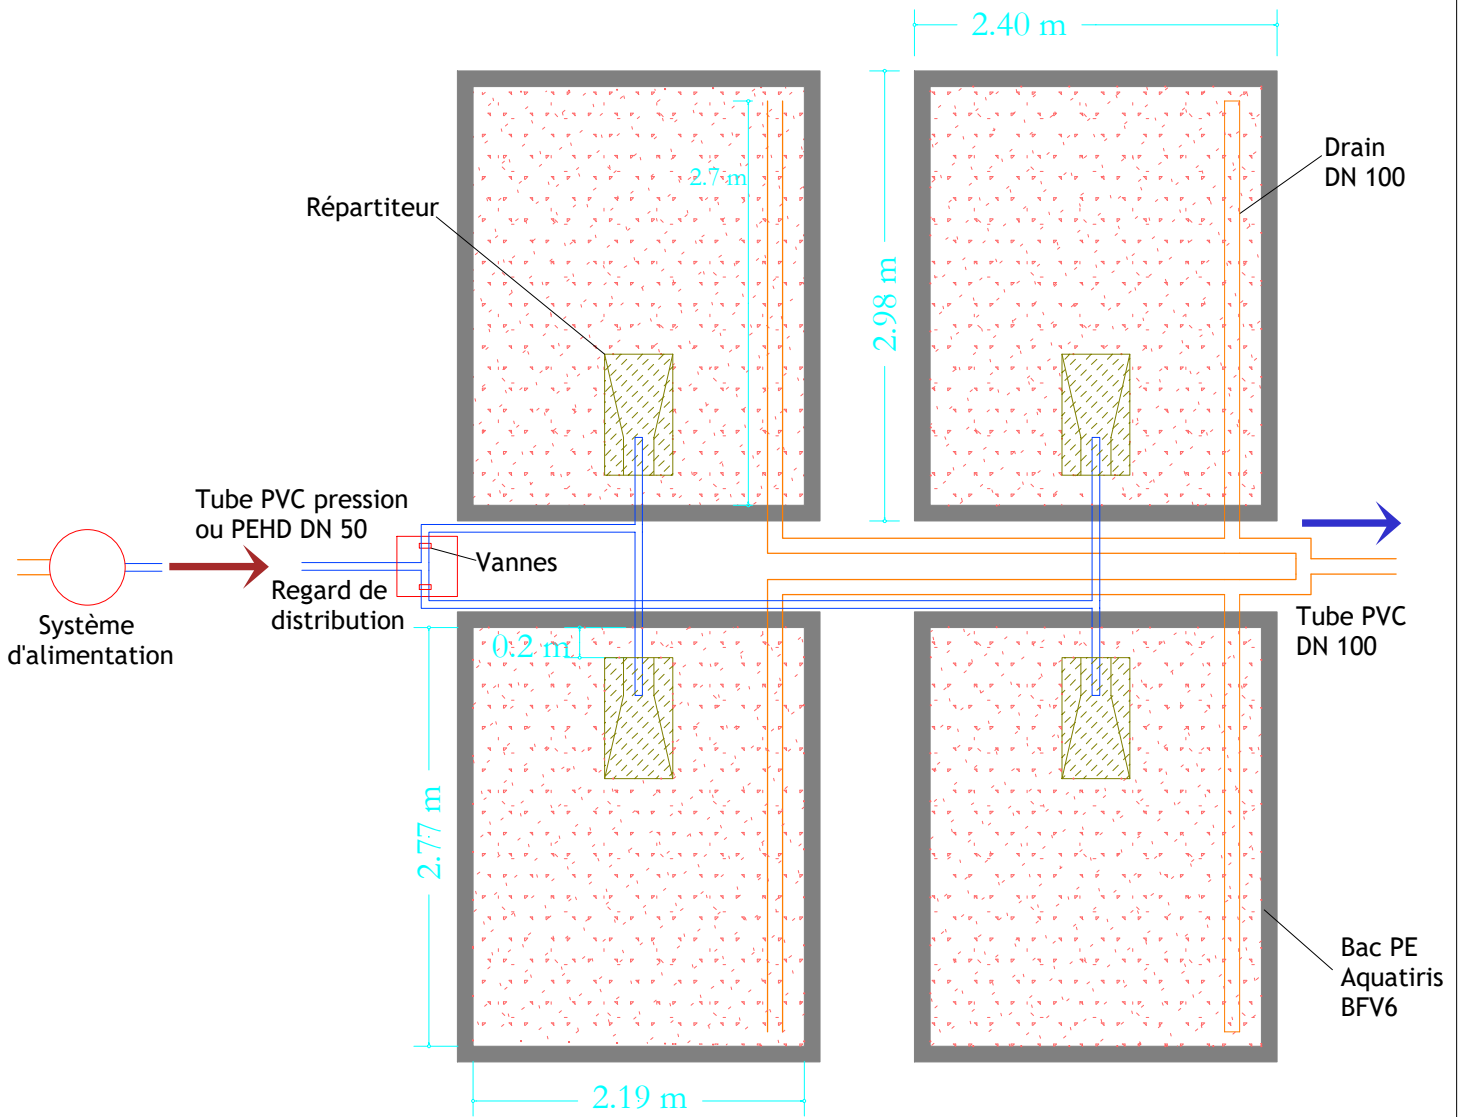 2.40 m
Drain
DN 100
2.7 m
Répartiteur
2.98 m
Tube PVC pression
ou PEHD DN 50
Vannes
Regard de
distribution
Système
d'alimentation
Tube PVC
DN 100
0.2 m
2.77 m
Bac PE
Aquatiris
BFV6
2.19 m